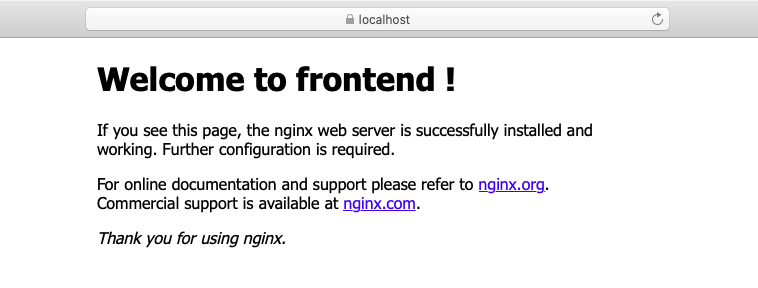 localhost
Welcome to frontend !
If you see this page, the nginx web server is successfully installed and
working. Further configuration is required.
For online documentation and support please refer to nginx.org.
Commercial support is available at nginx.com.
Thank you for using nginx.